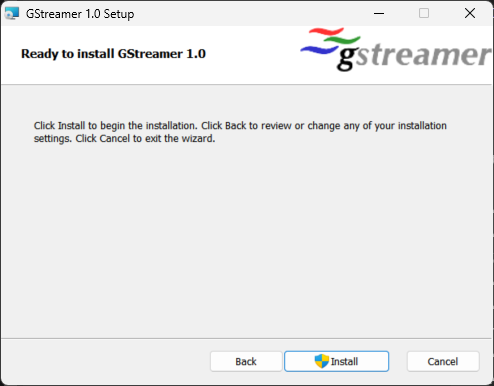 GStreamer 1.0 Setup
Ready to install GStreamer 1.0
gstreamer
Click Install to begin the installation. Click Back to review or change any of your installation
settings. Click Cancel to exit the wizard.
Back
Install
Cancel